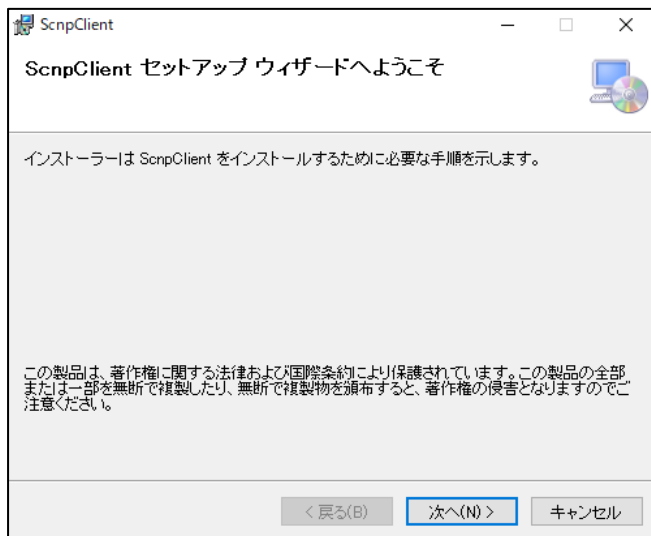 ScnpClient
ScnpClient セットアップ ウィザードへようこそ
インストーラーは ScnpClient をインストールするために必要な手順を示します。
この製品は、著作権に関する法律および国際条約により保護されています。この製品の全部
または一部を無断で複製したり、無断で複製物を頒布すると、著作権の侵害となりますのでご
注意ください。
< 戻る(B)
次へ(N) >
キャンセル